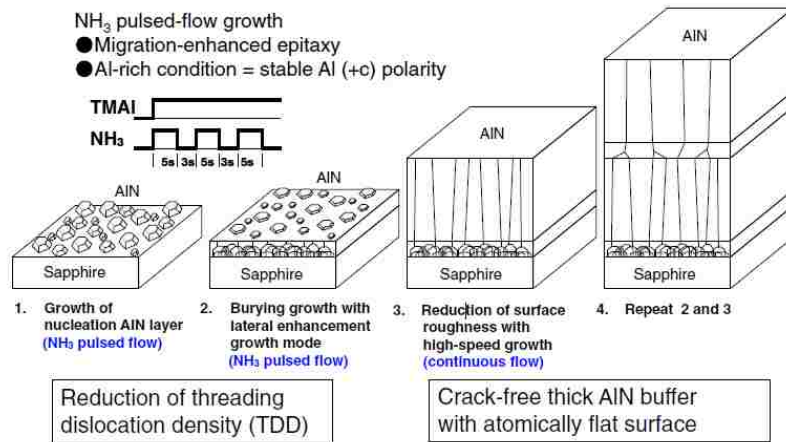 NH₃ pulsed-flow growth
●Migration-enhanced epitaxy
●Al-rich condition = stable Al (+c) polarity
TMAl
NH₃
5s 3s 5s 3s 5s
AlN
Sapphire
AlN
Sapphire
AlN
Sapphire
AlN
Sapphire
1. Growth of
nucleation AlN layer
(NH₃ pulsed flow)
2. Burying growth with
lateral enhancement
growth mode
(NH₃ pulsed flow)
3. Reduction of surface
roughness with
high-speed growth
(continuous flow)
4. Repeat 2 and 3
Reduction of threading
dislocation density (TDD)
Crack-free thick AlN buffer
with atomically flat surface